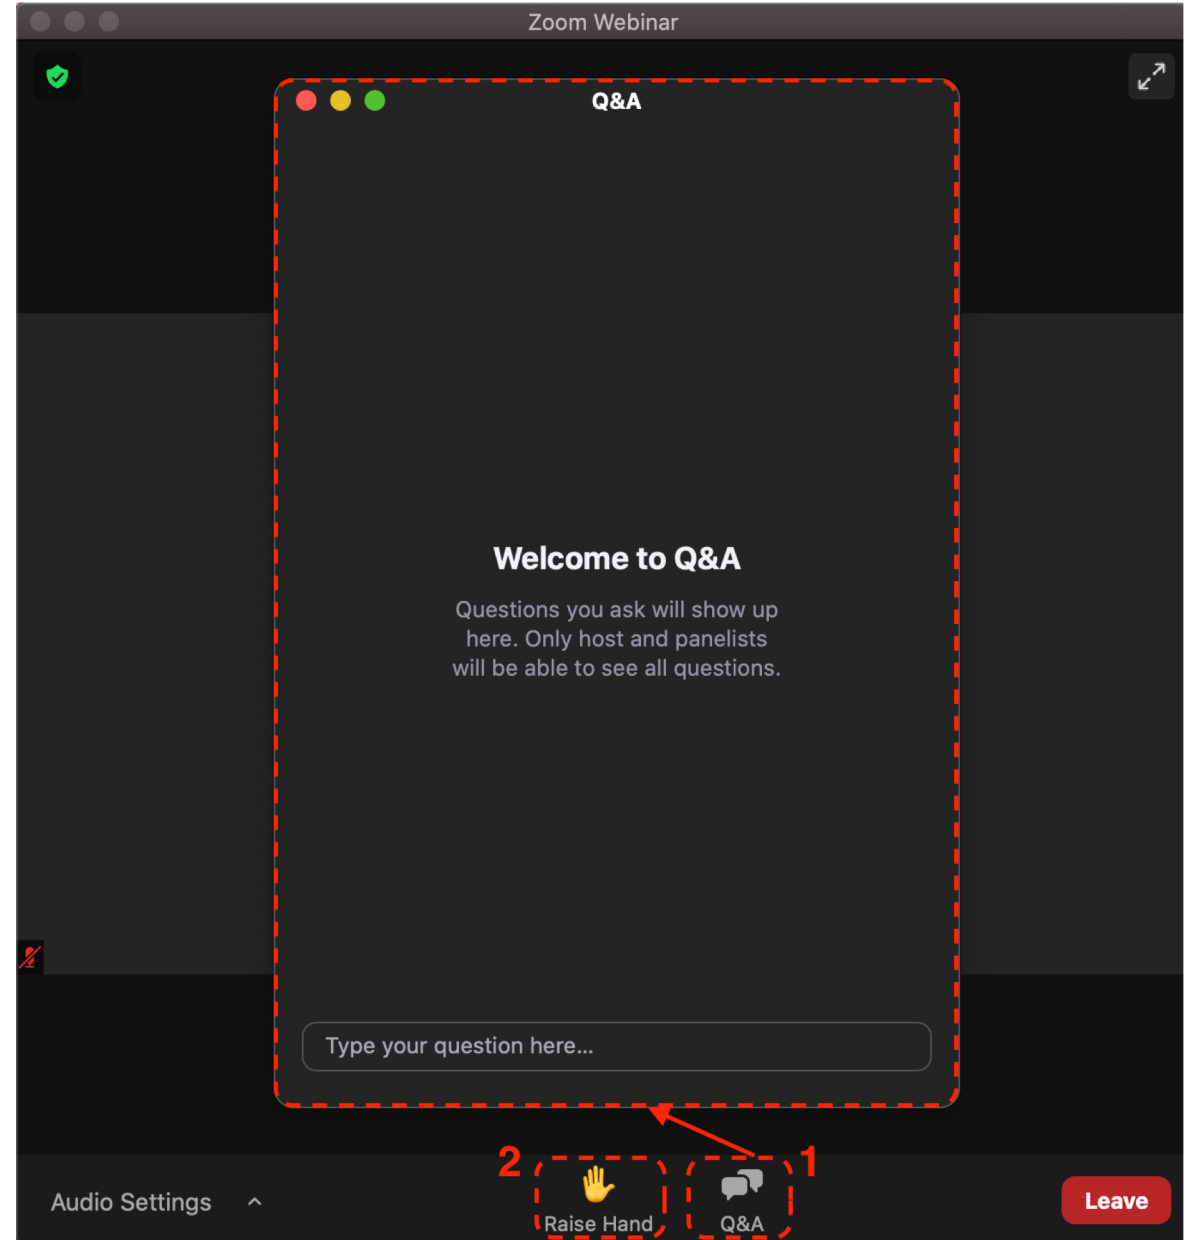 Zoom Webinar
Q&A
Welcome to Q&A
Questions you ask will show up
here. Only host and panelists
will be able to see all questions.
Type your question here...
2
1
Audio Settings
Raise Hand
Q&A
Leave